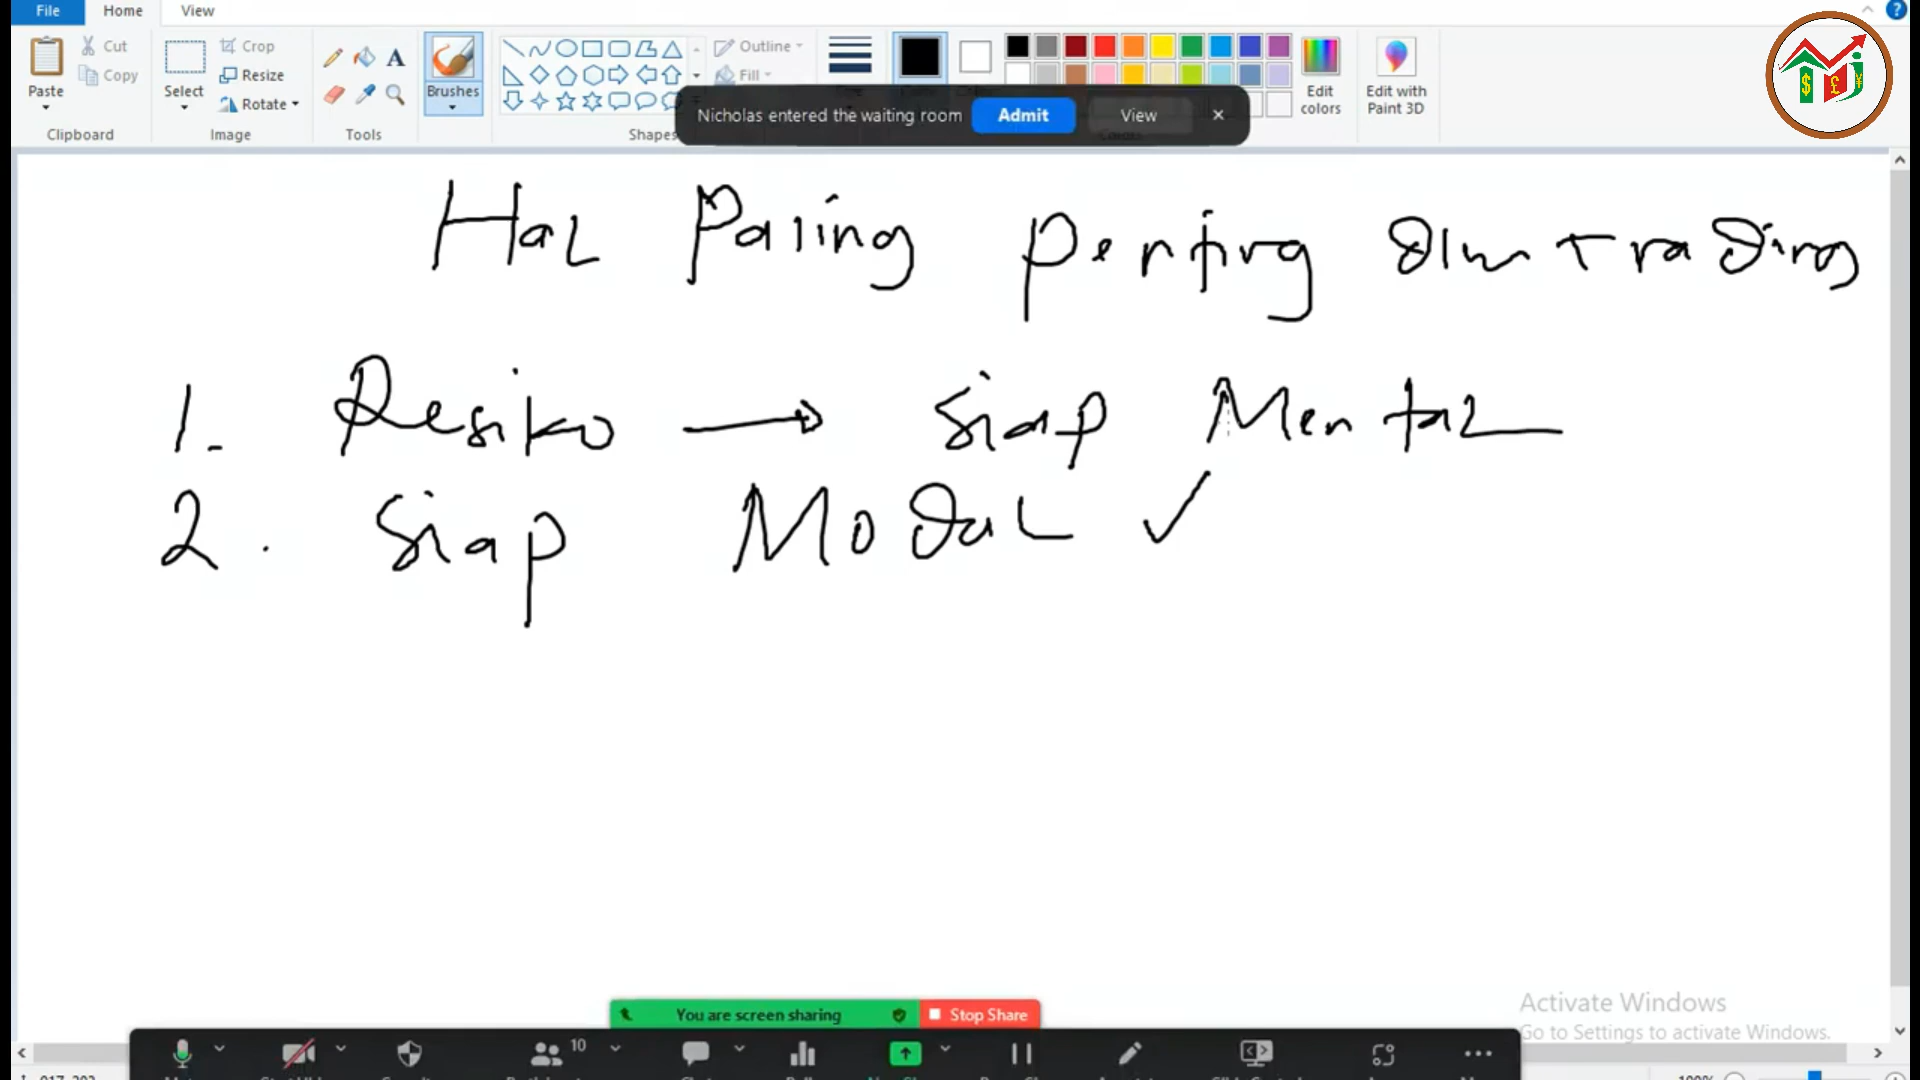 File Home View
Paste Cut Copy Clipboard
Select Crop Resize Rotate Image
Tools
Brushes
Shapes
Outline Fill
Edit colors
Edit with Paint 3D
Nicholas entered the waiting room Admit View
Hal Paling Penting dlm trading
1. Resiko → Siap Mental
2. Siap Modal ✓
Activate Windows
Go to Settings to activate Windows.
You are screen sharing Stop Share
10